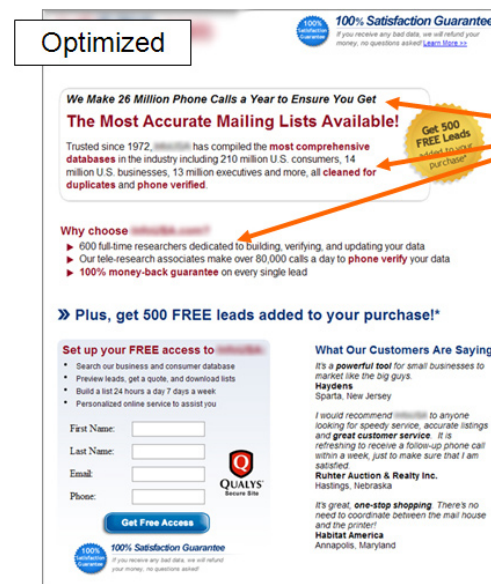 Optimized
100% Satisfaction Guarantee
100% Satisfaction Guarantee
If you receive any bad data, we will refund your
money, no questions asked! Learn More >>
We Make 26 Million Phone Calls a Year to Ensure You Get
The Most Accurate Mailing Lists Available!
Get 500
FREE Leads
added to your
purchase*
Trusted since 1972, has compiled the most comprehensive
databases in the industry including 210 million U.S. consumers, 14
million U.S. businesses, 13 million executives and more, all cleaned for
duplicates and phone verified.
Why choose
600 full-time researchers dedicated to building, verifying, and updating your data
Our tele-research associates make over 80,000 calls a day to phone verify your data
100% money-back guarantee on every single lead
» Plus, get 500 FREE leads added to your purchase!*
Set up your FREE access to
• Search our business and consumer database
• Preview leads, get a quote, and download lists
• Build a list 24 hours a day 7 days a week
• Personalized online service to assist you
First Name:
Last Name:
Email:
Phone:
QUALYS
Secure Site
Get Free Access
100% Satisfaction Guarantee
100% Satisfaction Guarantee
If you receive any bad data, we will refund
your money, no questions asked!
What Our Customers Are Saying
It's a powerful tool for small businesses to
market like the big guys.
Haydens
Sparta, New Jersey
I would recommend to anyone
looking for speedy service, accurate listings
and great customer service. It is
refreshing to receive a follow-up phone call
within a week, just to make sure that I am
satisfied.
Ruhter Auction & Realty Inc.
Hastings, Nebraska
It's great, one-stop shopping. There's no
need to coordinate between the mail house
and the printer!
Habitat America
Annapolis, Maryland